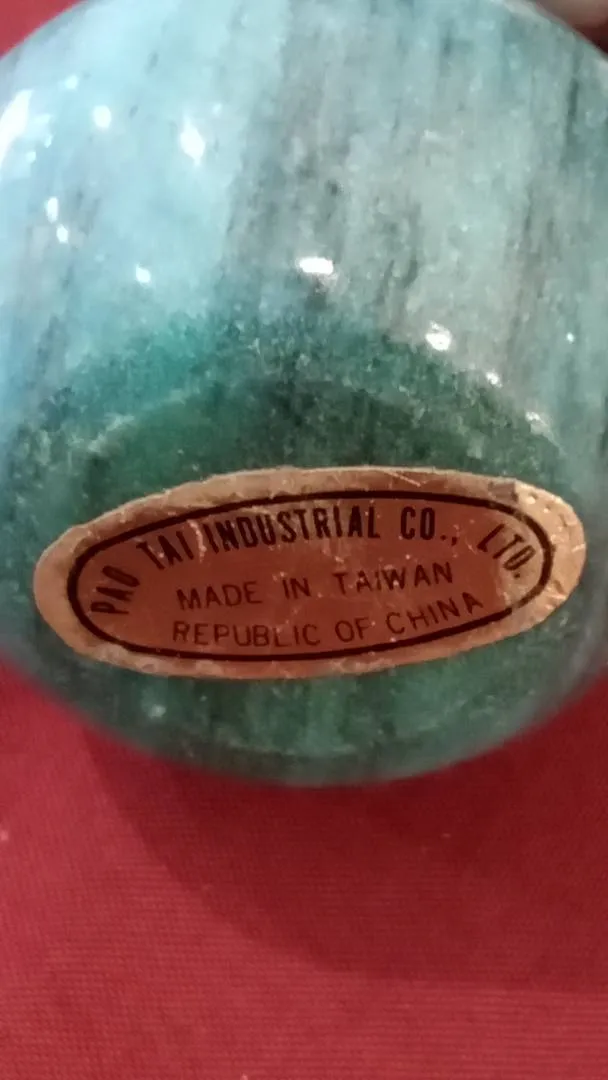 PAO TAI INDUSTRIAL CO., LTD.
MADE IN TAIWAN
REPUBLIC OF CHINA